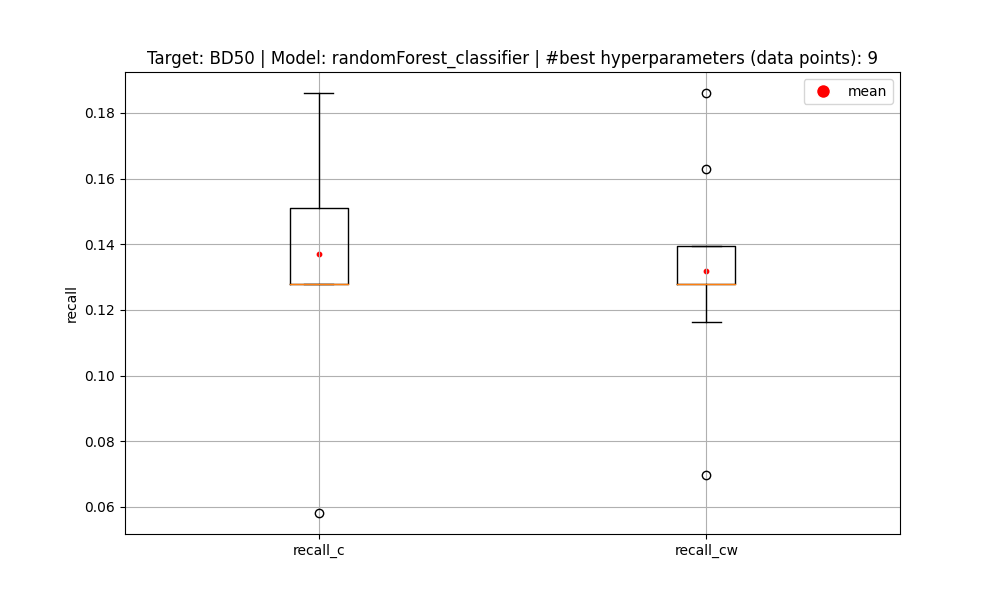 Target: BD50 | Model: randomForest_classifier | #best hyperparameters (data points): 9
mean
0.18
0.16
0.14
0.12
0.10
0.08
0.06
recall
recall_c
recall_cw